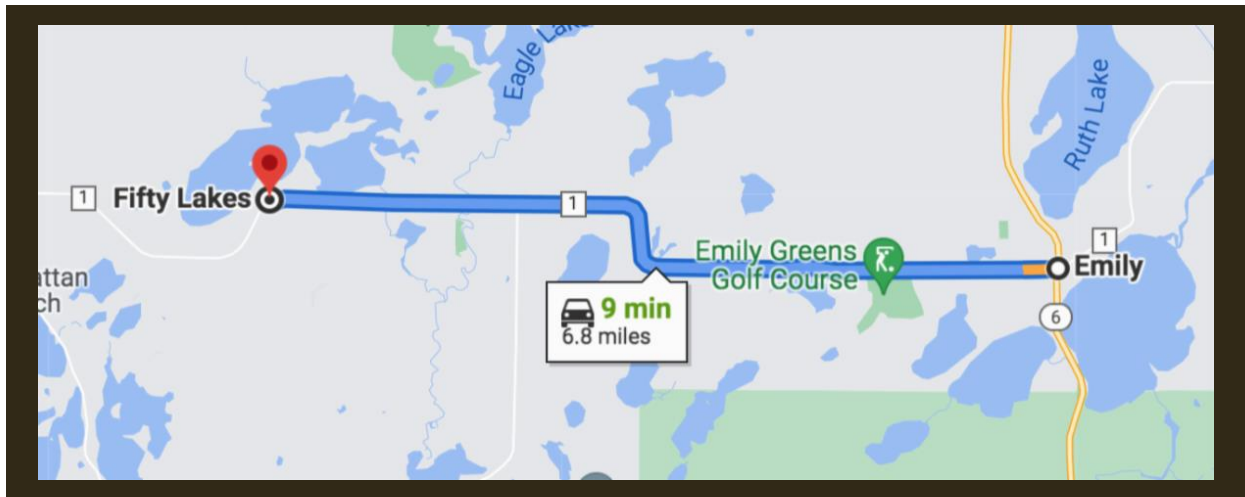 Eagle Lake
Ruth Lake
1
Fifty Lakes
1
Emily Greens
Golf Course
1
Emily
attan
ch
9 min
6.8 miles
6